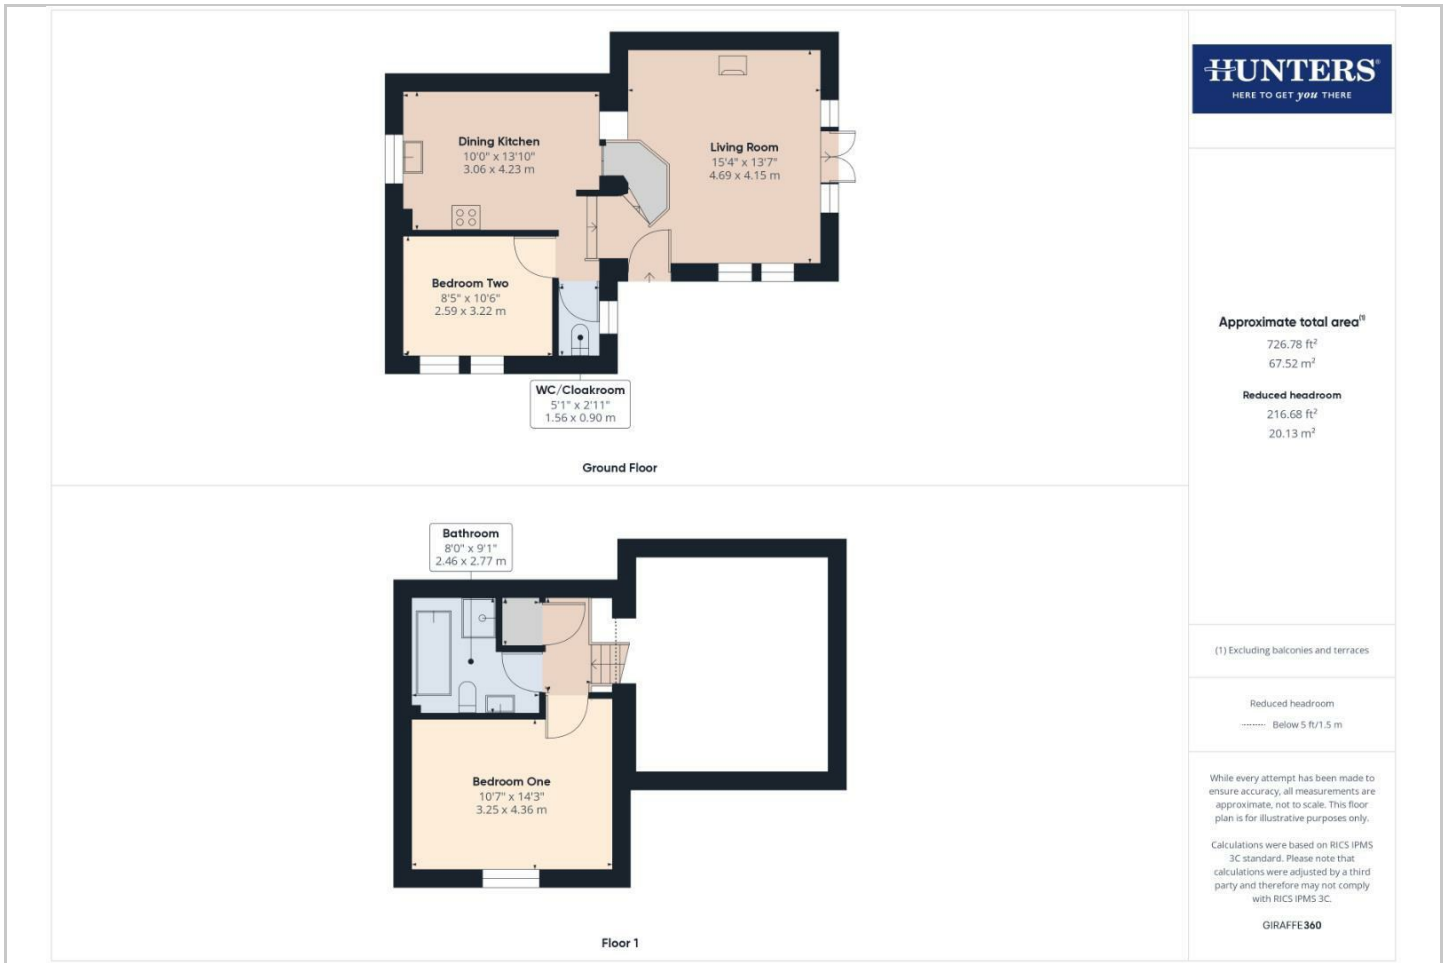 Dining Kitchen
10'0" x 13'10"
3.06 x 4.23 m
Living Room
15'4" x 13'7"
4.69 x 4.15 m
Bedroom Two
8'5" x 10'6"
2.59 x 3.22 m
WC/Cloakroom
5'1" x 2'11"
1.56 x 0.90 m
Ground Floor
Bathroom
8'0" x 9'1"
2.46 x 2.77 m
Bedroom One
10'7" x 14'3"
3.25 x 4.36 m
Floor 1
HUNTERS®
HERE TO GET you THERE
Approximate total area⁽¹⁾
726.78 ft²
67.52 m²
Reduced headroom
216.68 ft²
20.13 m²
(1) Excluding balconies and terraces
Reduced headroom
Below 5 ft/1.5 m
While every attempt has been made to
ensure accuracy, all measurements are
approximate, not to scale. This floor
plan is for illustrative purposes only.
Calculations were based on RICS IPMS
3C standard. Please note that
calculations were adjusted by a third
party and therefore may not comply
with RICS IPMS 3C.
GIRAFFE360